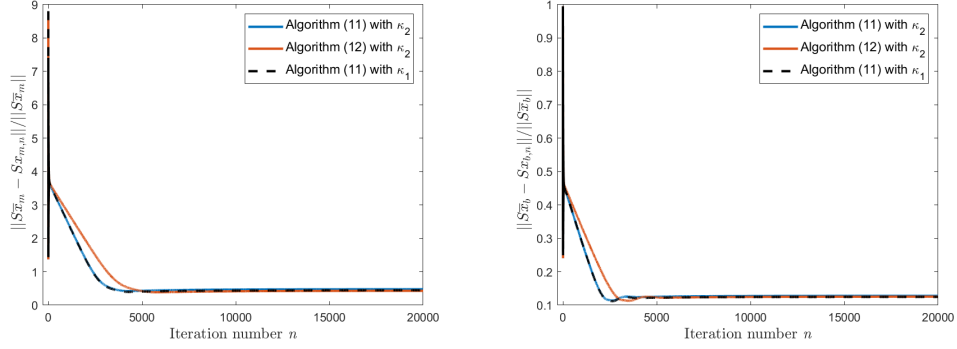 9
8
7
6
5
4
3
2
1
0
||Sx̅_m − Sx_{m,n}||/||Sx̅_m||
Algorithm (11) with κ_2
Algorithm (12) with κ_2
Algorithm (11) with κ_1
0 5000 10000 15000 20000
Iteration number n
1
0.9
0.8
0.7
0.6
0.5
0.4
0.3
0.2
0.1
||Sx̅_b − Sx_{b,n}||/||Sx̅_b||
Algorithm (11) with κ_2
Algorithm (12) with κ_2
Algorithm (11) with κ_1
0 5000 10000 15000 20000
Iteration number n